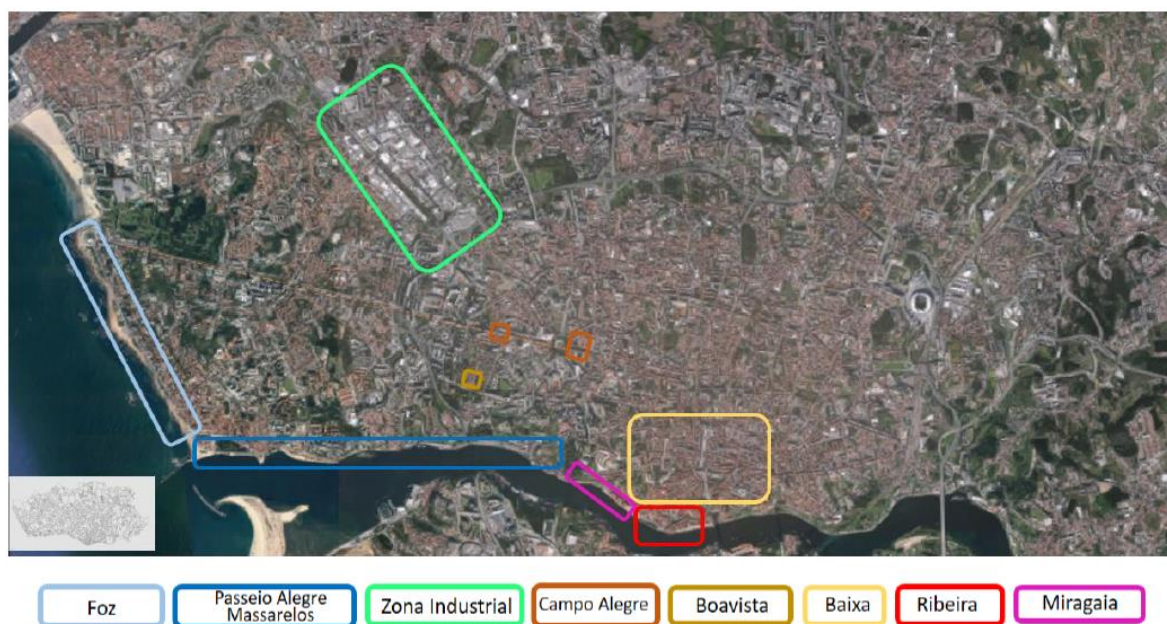 Foz
Passeio Alegre
Massarelos
Zona Industrial
Campo Alegre
Boavista
Baixa
Ribeira
Miragaia